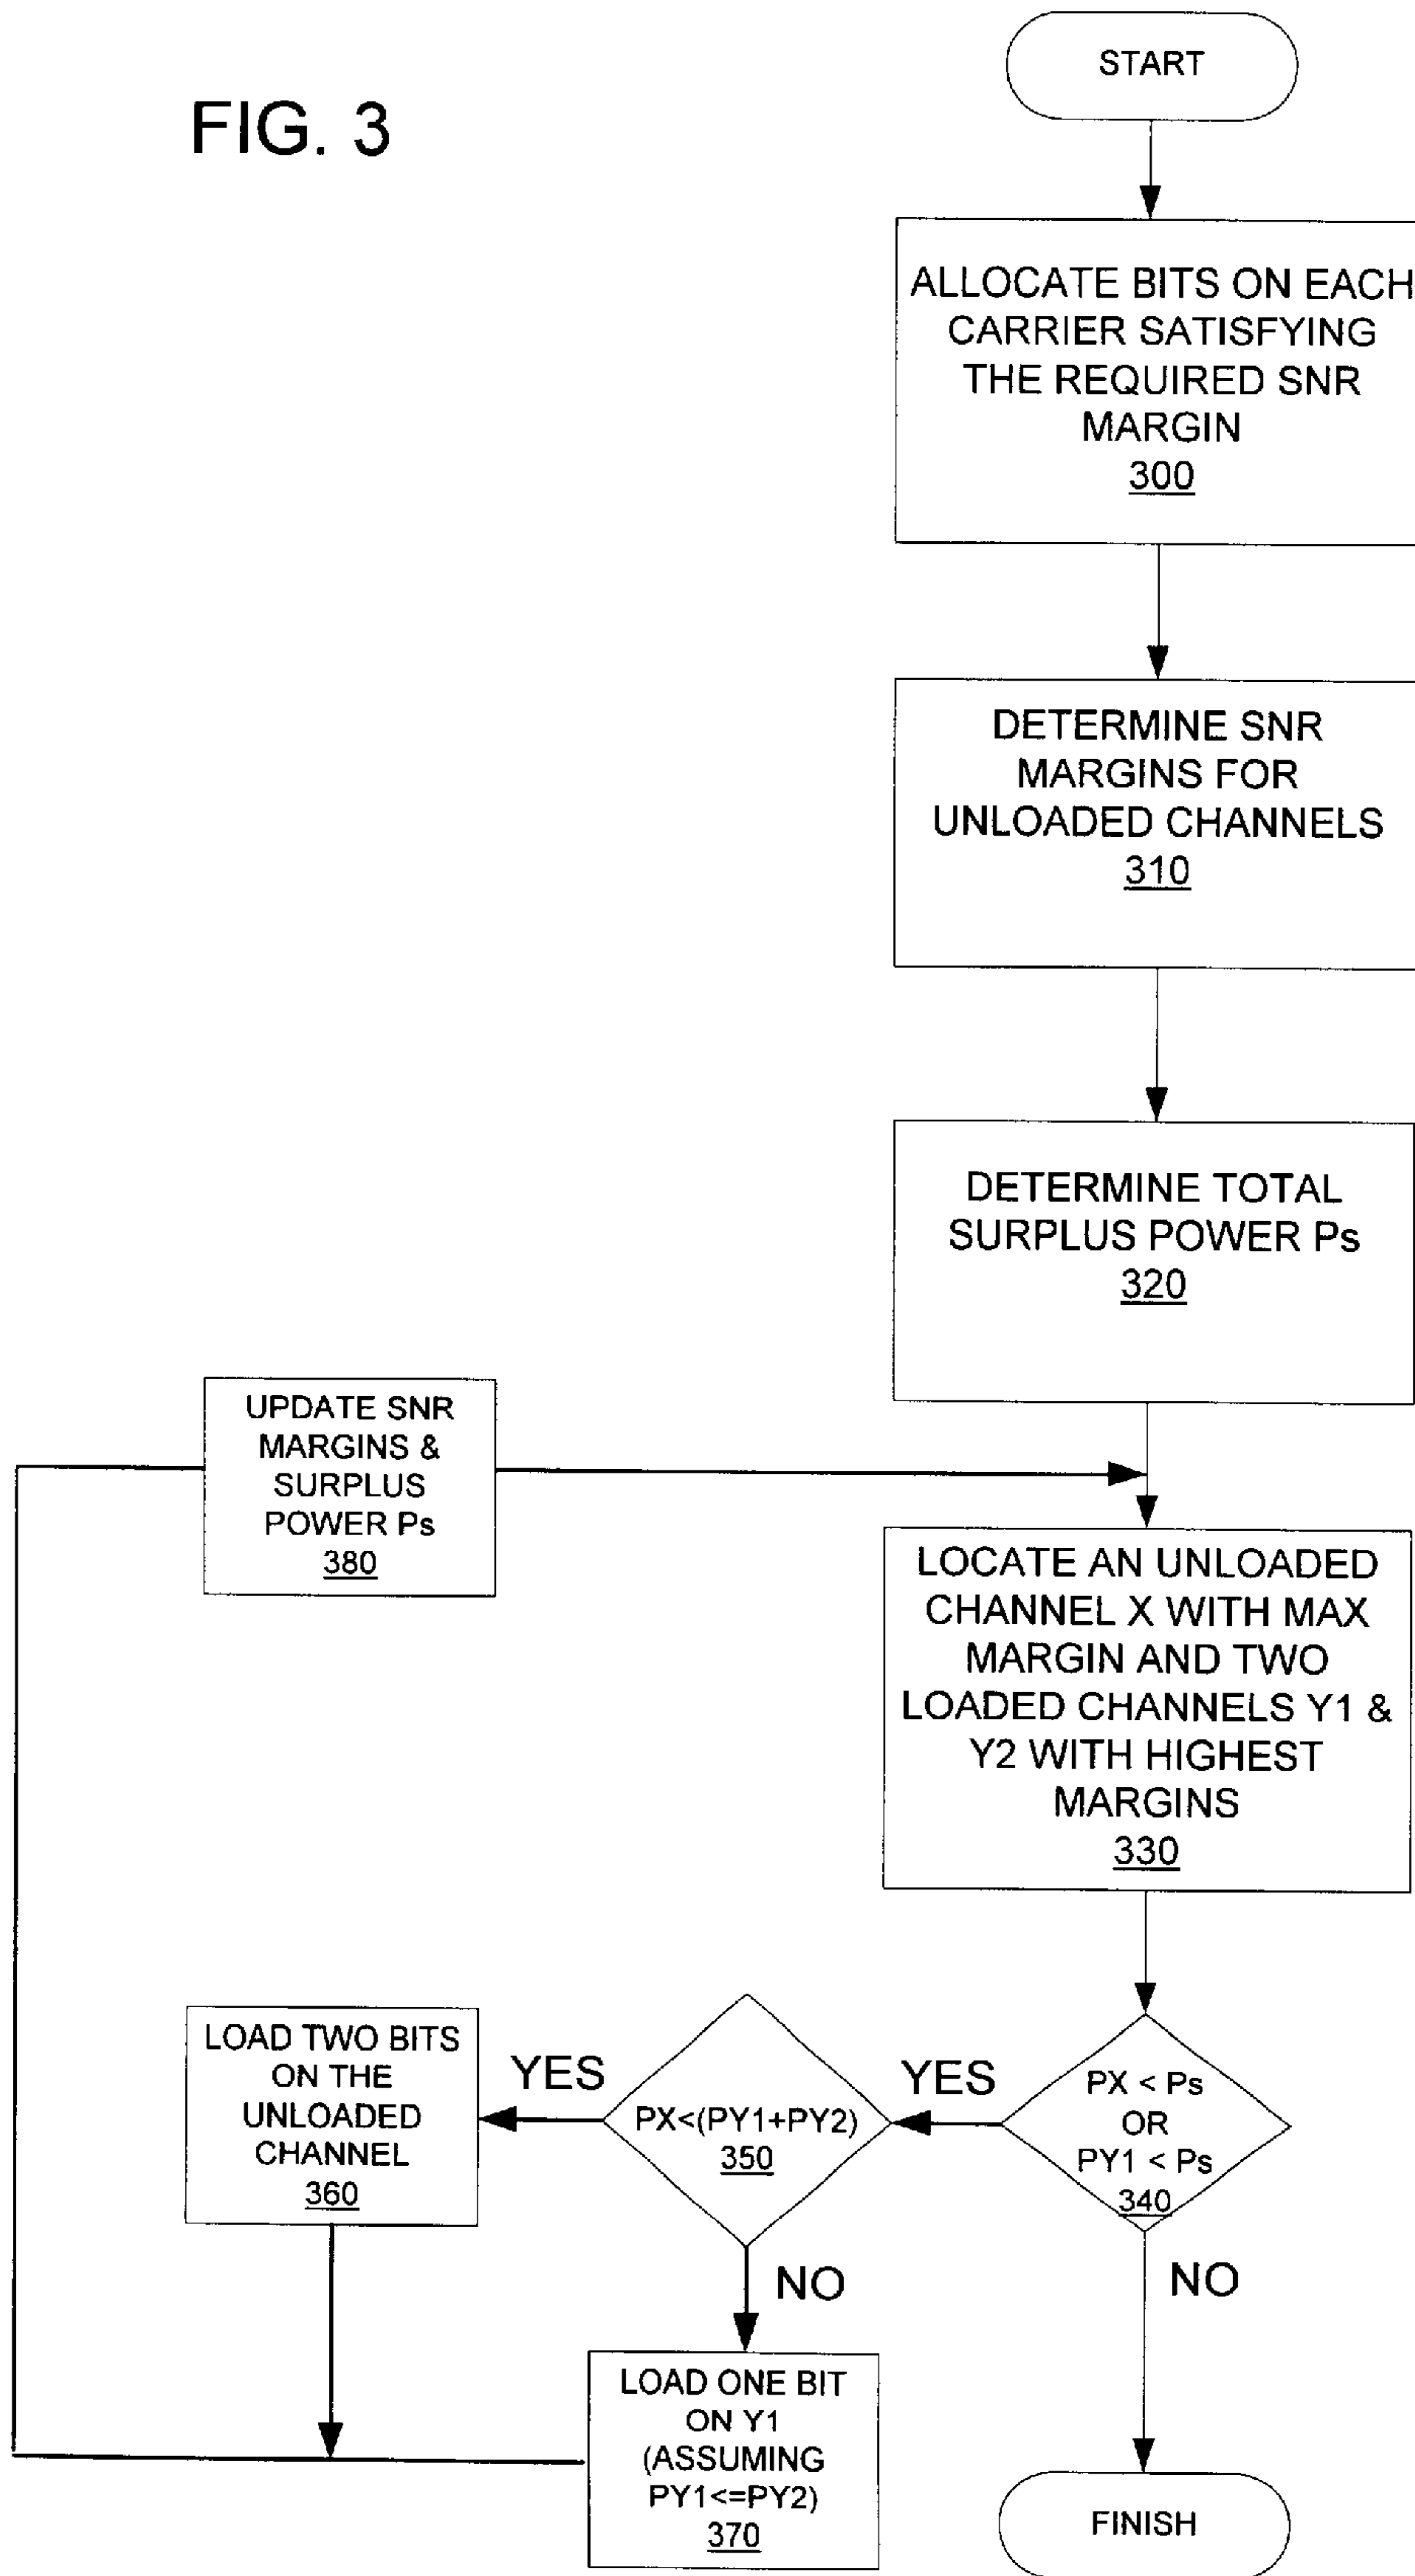 FIG. 3
START
ALLOCATE BITS ON EACH
CARRIER SATISFYING
THE REQUIRED SNR
MARGIN
300
DETERMINE SNR
MARGINS FOR
UNLOADED CHANNELS
310
DETERMINE TOTAL
SURPLUS POWER Ps
320
UPDATE SNR
MARGINS &
SURPLUS
POWER Ps
380
LOCATE AN UNLOADED
CHANNEL X WITH MAX
MARGIN AND TWO
LOADED CHANNELS Y1 &
Y2 WITH HIGHEST
MARGINS
330
PX < Ps
OR
PY1 < Ps
340
YES
NO
PX<(PY1+PY2)
350
YES
NO
LOAD TWO BITS
ON THE
UNLOADED
CHANNEL
360
LOAD ONE BIT
ON Y1
(ASSUMING
PY1<=PY2)
370
FINISH